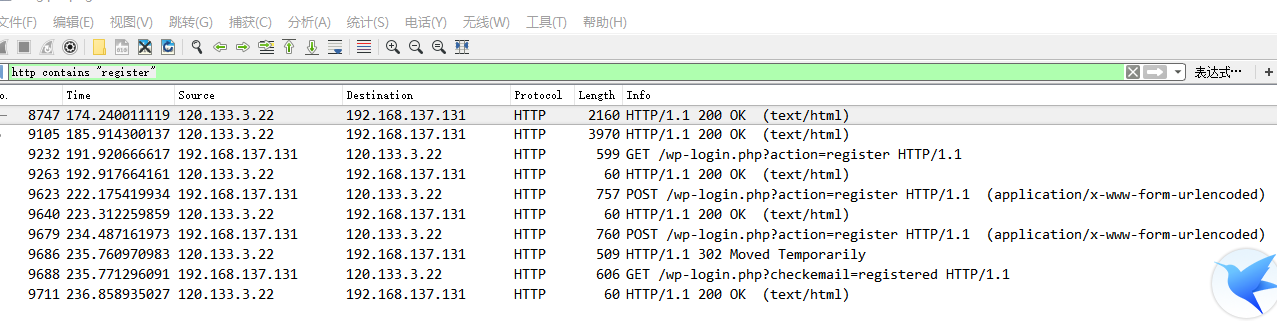 文件(F) 编辑(E) 视图(V) 跳转(G) 捕获(C) 分析(A) 统计(S) 电话(Y) 无线(W) 工具(T) 帮助(H)
http contains "register" 表达式… +
o. Time Source Destination Protocol Length Info
8747 174.240011119 120.133.3.22 192.168.137.131 HTTP 2160 HTTP/1.1 200 OK (text/html)
9105 185.914300137 120.133.3.22 192.168.137.131 HTTP 3970 HTTP/1.1 200 OK (text/html)
9232 191.920666617 192.168.137.131 120.133.3.22 HTTP 599 GET /wp-login.php?action=register HTTP/1.1
9263 192.917664161 120.133.3.22 192.168.137.131 HTTP 60 HTTP/1.1 200 OK (text/html)
9623 222.175419934 192.168.137.131 120.133.3.22 HTTP 757 POST /wp-login.php?action=register HTTP/1.1 (application/x-www-form-urlencoded)
9640 223.312259859 120.133.3.22 192.168.137.131 HTTP 60 HTTP/1.1 200 OK (text/html)
9679 234.487161973 192.168.137.131 120.133.3.22 HTTP 760 POST /wp-login.php?action=register HTTP/1.1 (application/x-www-form-urlencoded)
9686 235.760970983 120.133.3.22 192.168.137.131 HTTP 509 HTTP/1.1 302 Moved Temporarily
9688 235.771296091 192.168.137.131 120.133.3.22 HTTP 606 GET /wp-login.php?checkemail=registered HTTP/1.1
9711 236.858935027 120.133.3.22 192.168.137.131 HTTP 60 HTTP/1.1 200 OK (text/html)